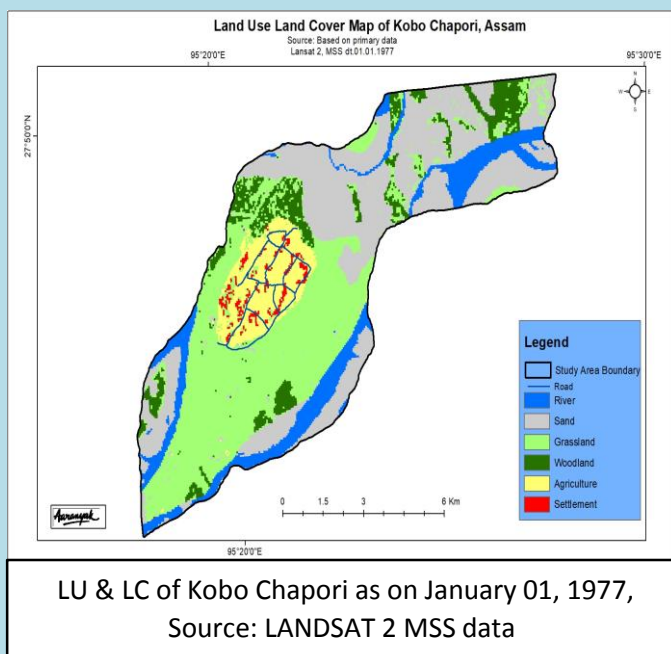 Land Use Land Cover Map of Kobo Chapori, Assam
Source: Based on primary data
Lansat 2, MSS dt.01.01.1977
95°20'0"E
95°30'0"E
27°50'0"N
N
W
E
S
Legend
Study Area Boundary
Road
River
Sand
Grassland
Woodland
Agriculture
Settlement
Aaranyak
0 1.5 3 6 Km
95°20'0"E
LU & LC of Kobo Chapori as on January 01, 1977,
Source: LANDSAT 2 MSS data